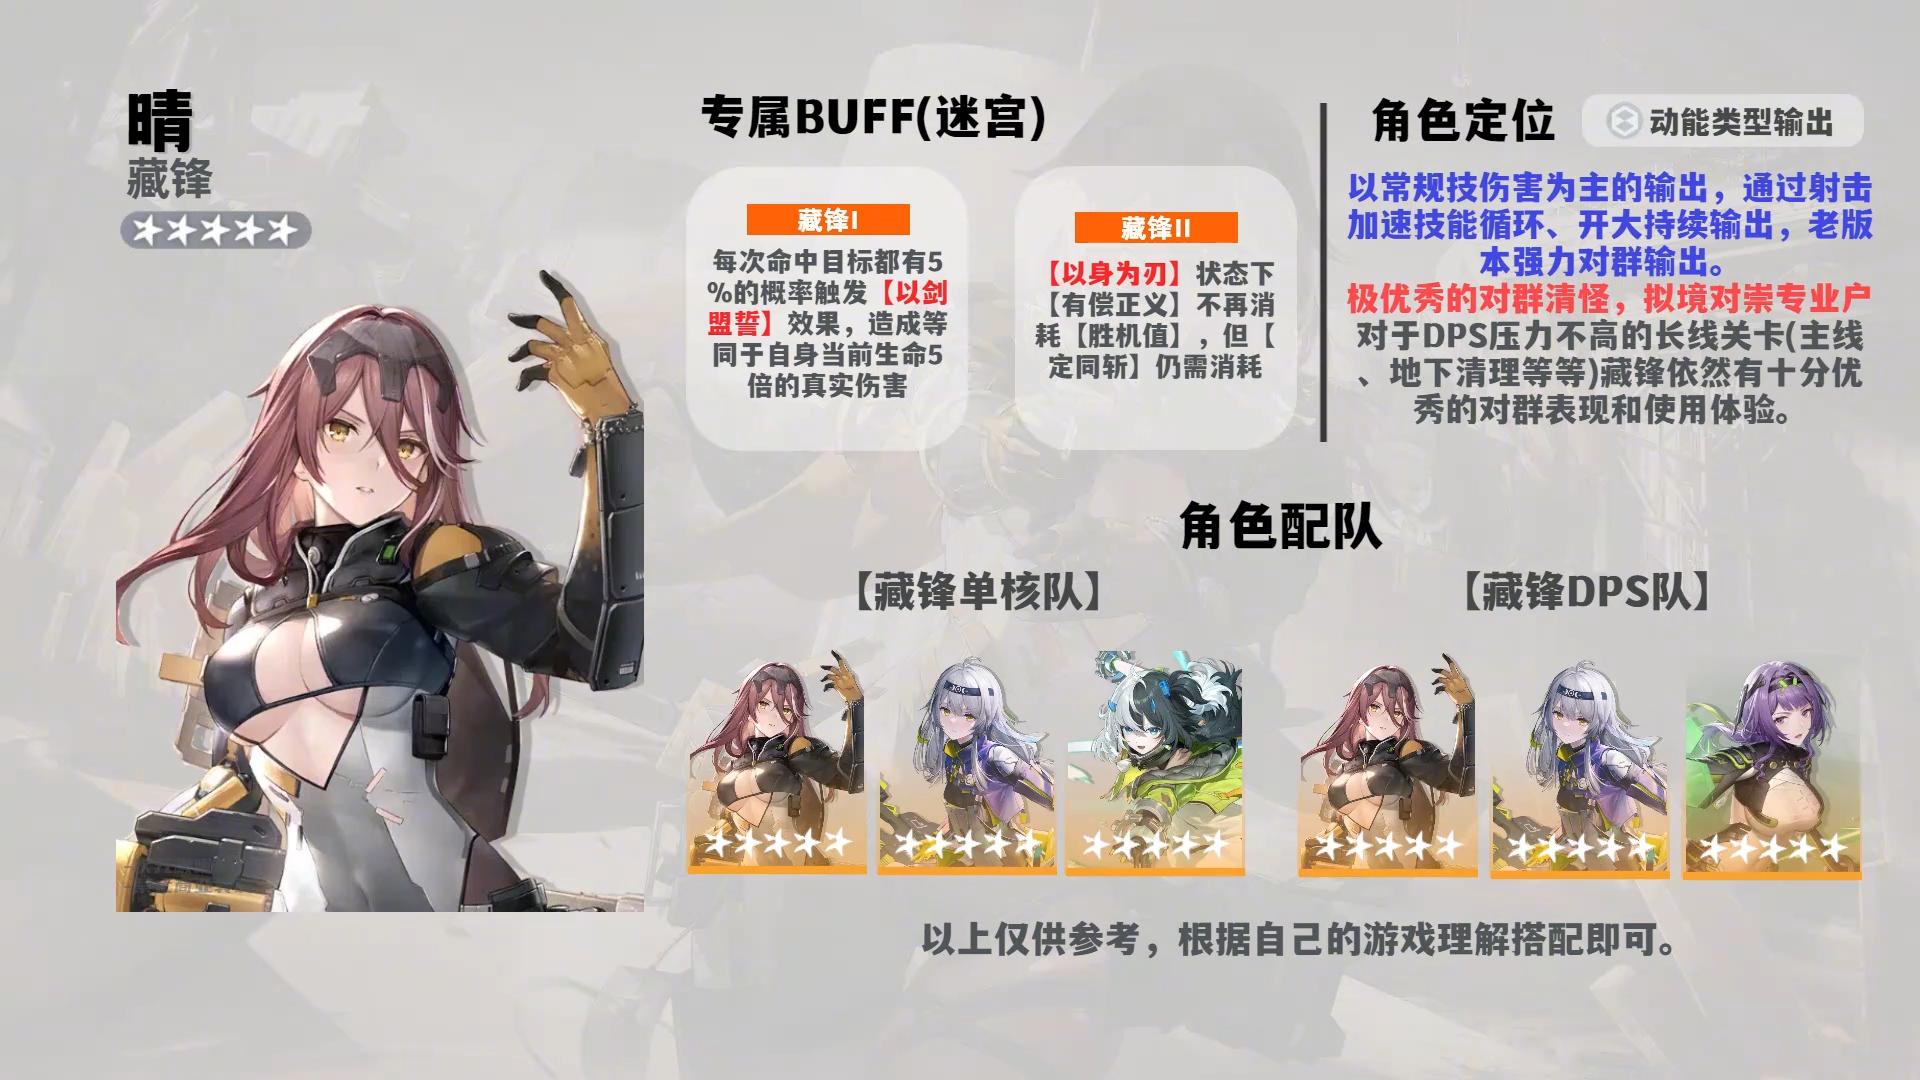 晴
藏锋
专属BUFF(迷宫)
藏锋I
每次命中目标都有5
%的概率触发【以剑
盟誓】效果，造成等
同于自身当前生命5
倍的真实伤害
藏锋II
【以身为刃】状态下
【有偿正义】不再消
耗【胜机值】，但【
定同斩】仍需消耗
角色定位
动能类型输出
以常规技伤害为主的输出，通过射击
加速技能循环、开大持续输出，老版
本强力对群输出。
极优秀的对群清怪，拟境对崇专业户
对于DPS压力不高的长线关卡(主线
、地下清理等等)藏锋依然有十分优
秀的对群表现和使用体验。
角色配队
【藏锋单核队】
【藏锋DPS队】
以上仅供参考，根据自己的游戏理解搭配即可。